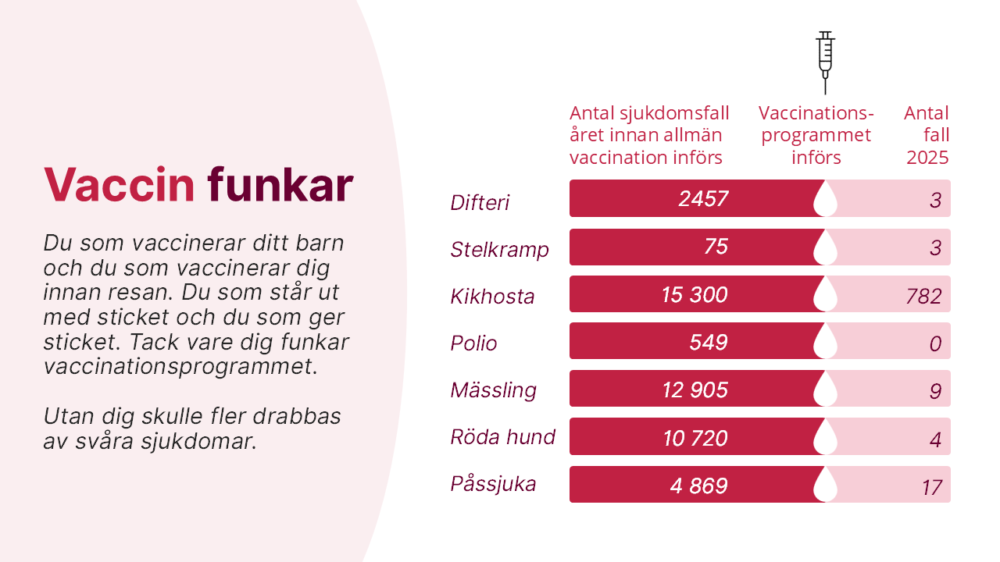 Vaccin funkar
Du som vaccinerar ditt barn
och du som vaccinerar dig
innan resan. Du som står ut
med sticket och du som ger
sticket. Tack vare dig funkar
vaccinationsprogrammet.
Utan dig skulle fler drabbas
av svåra sjukdomar.
Antal sjukdomsfall
året innan allmän
vaccination införs
Vaccinations-
programmet
införs
Antal
fall
2025
Difteri 2457 3
Stelkramp 75 3
Kikhosta 15 300 782
Polio 549 0
Mässling 12 905 9
Röda hund 10 720 4
Påssjuka 4 869 17